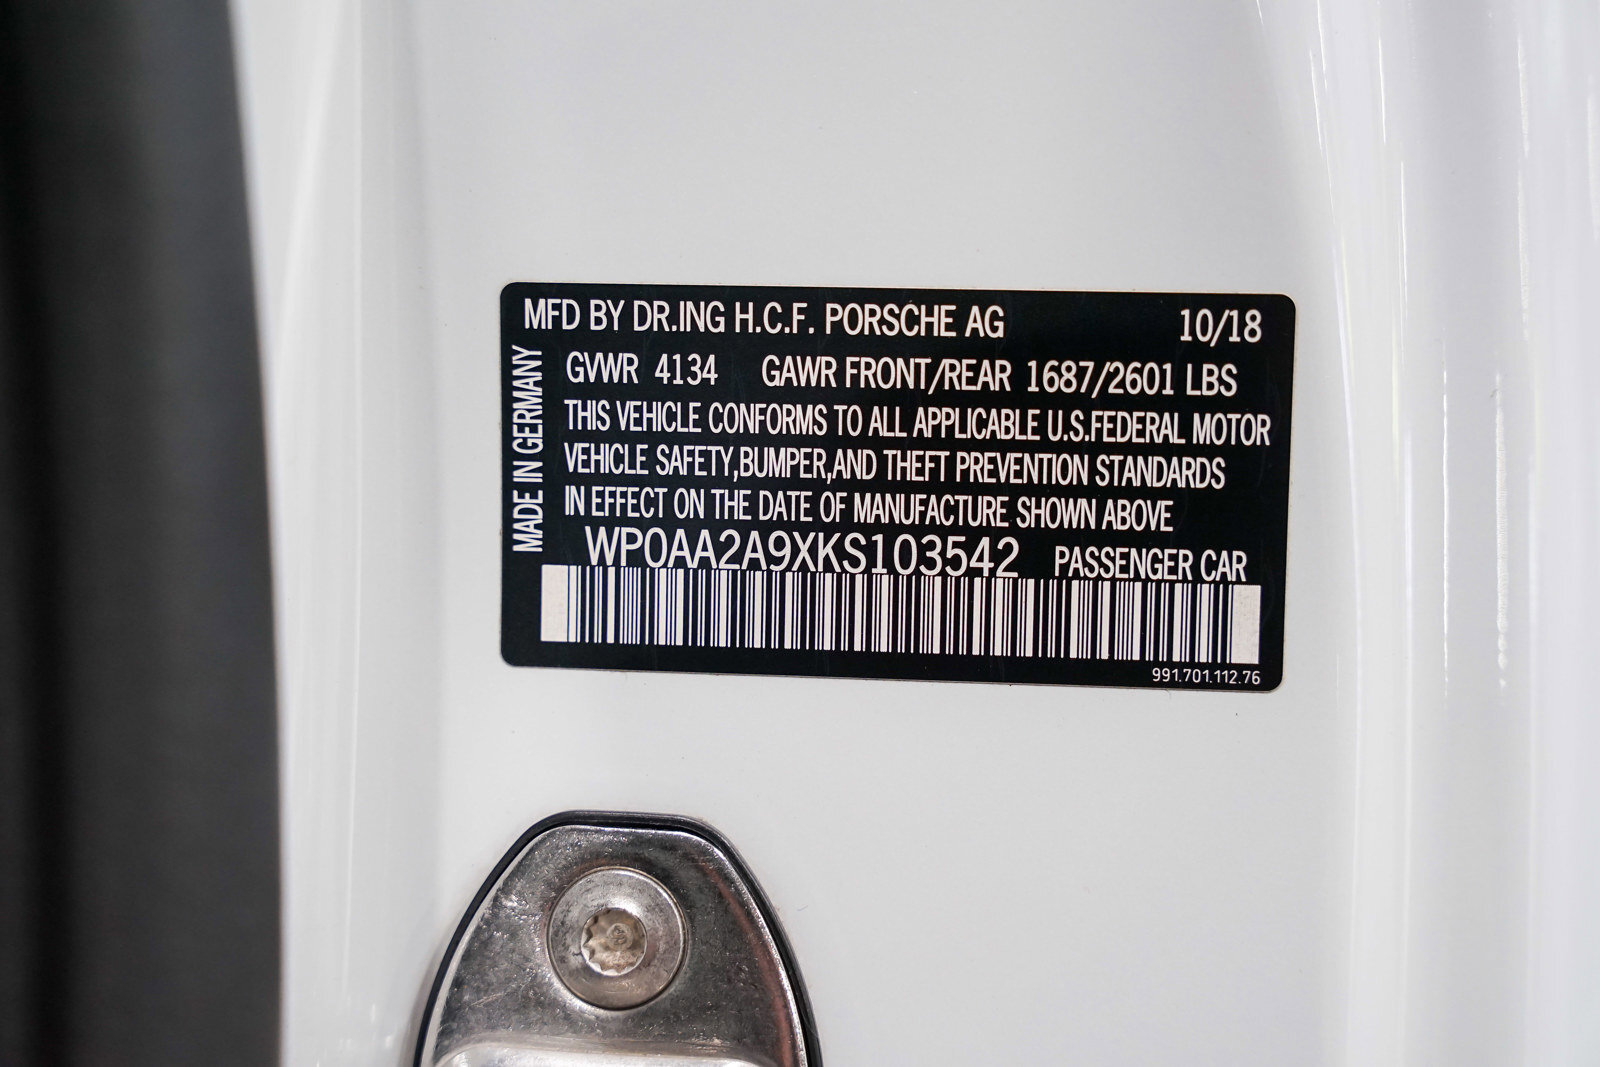 MFD BY DR.ING H.C.F. PORSCHE AG 10/18
GVWR 4134 GAWR FRONT/REAR 1687/2601 LBS
THIS VEHICLE CONFORMS TO ALL APPLICABLE U.S.FEDERAL MOTOR
VEHICLE SAFETY,BUMPER,AND THEFT PREVENTION STANDARDS
IN EFFECT ON THE DATE OF MANUFACTURE SHOWN ABOVE
WP0AA2A9XKS103542 PASSENGER CAR
991.701.112.76
MADE IN GERMANY